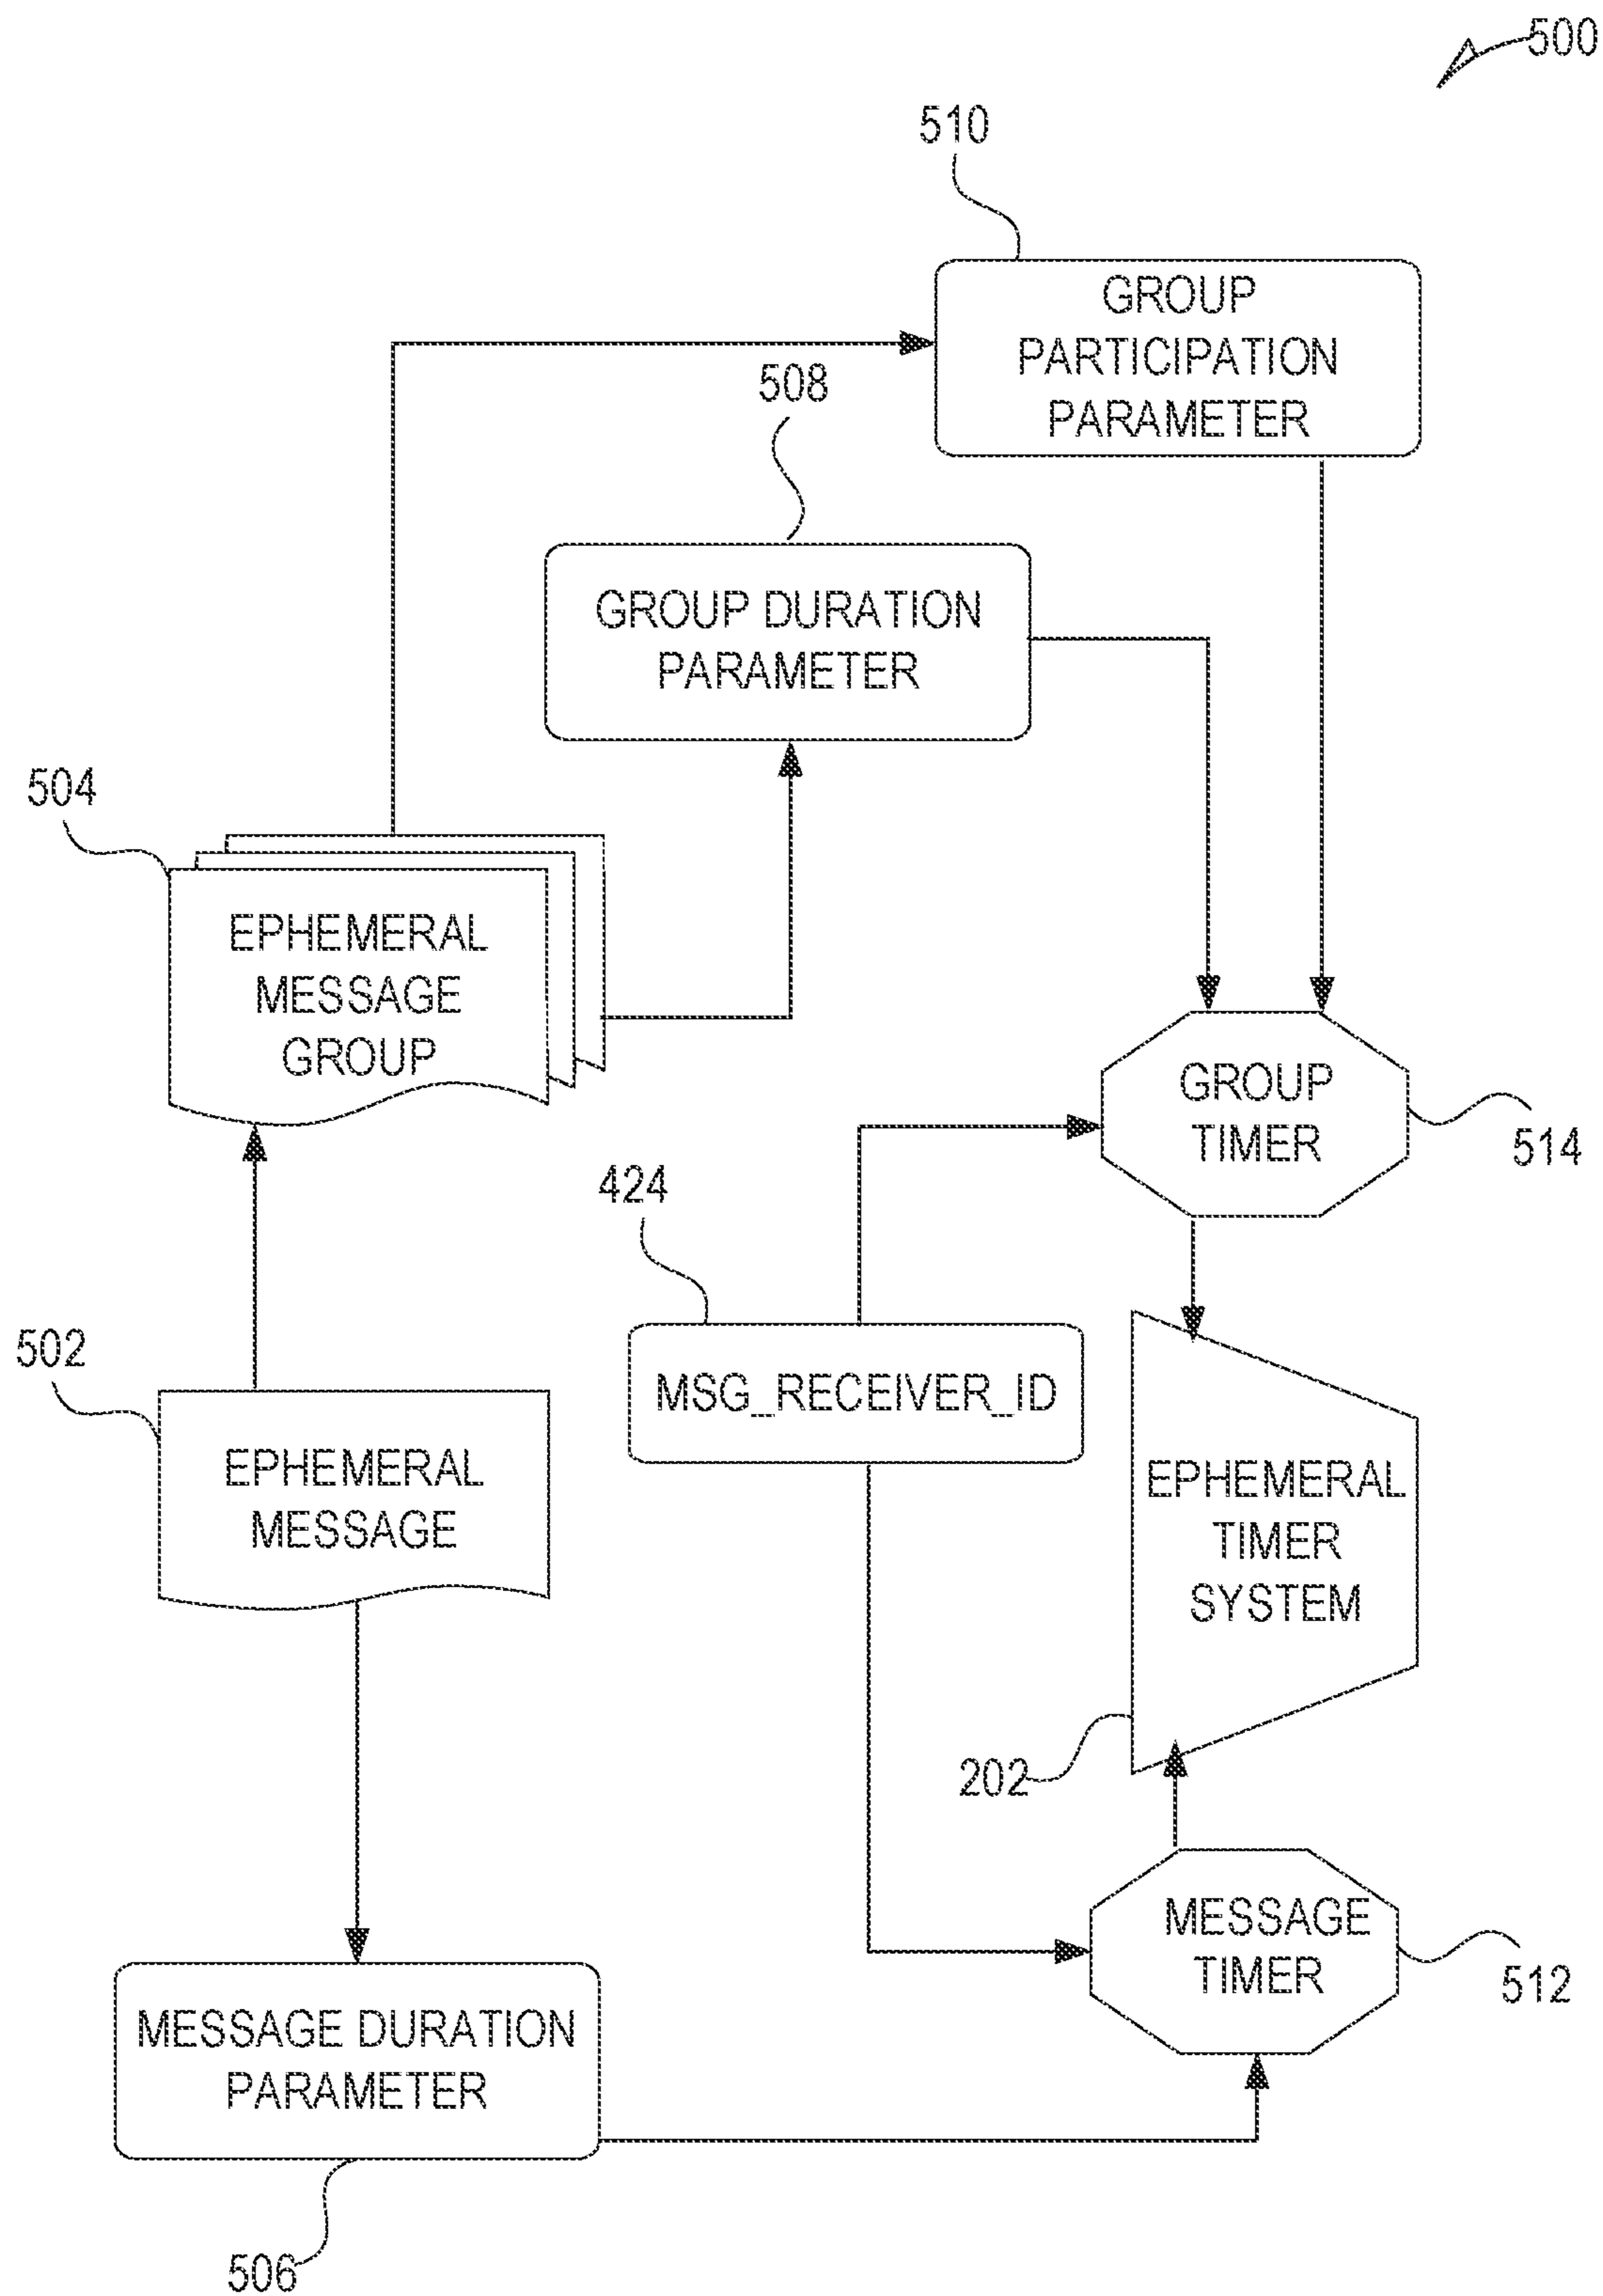 500
510
GROUP
PARTICIPATION
PARAMETER
508
GROUP DURATION
PARAMETER
504
EPHEMERAL
MESSAGE
GROUP
GROUP
TIMER
514
424
MSG_RECEIVER_ID
502
EPHEMERAL
MESSAGE
EPHEMERAL
TIMER
SYSTEM
202
MESSAGE
TIMER
512
MESSAGE DURATION
PARAMETER
506